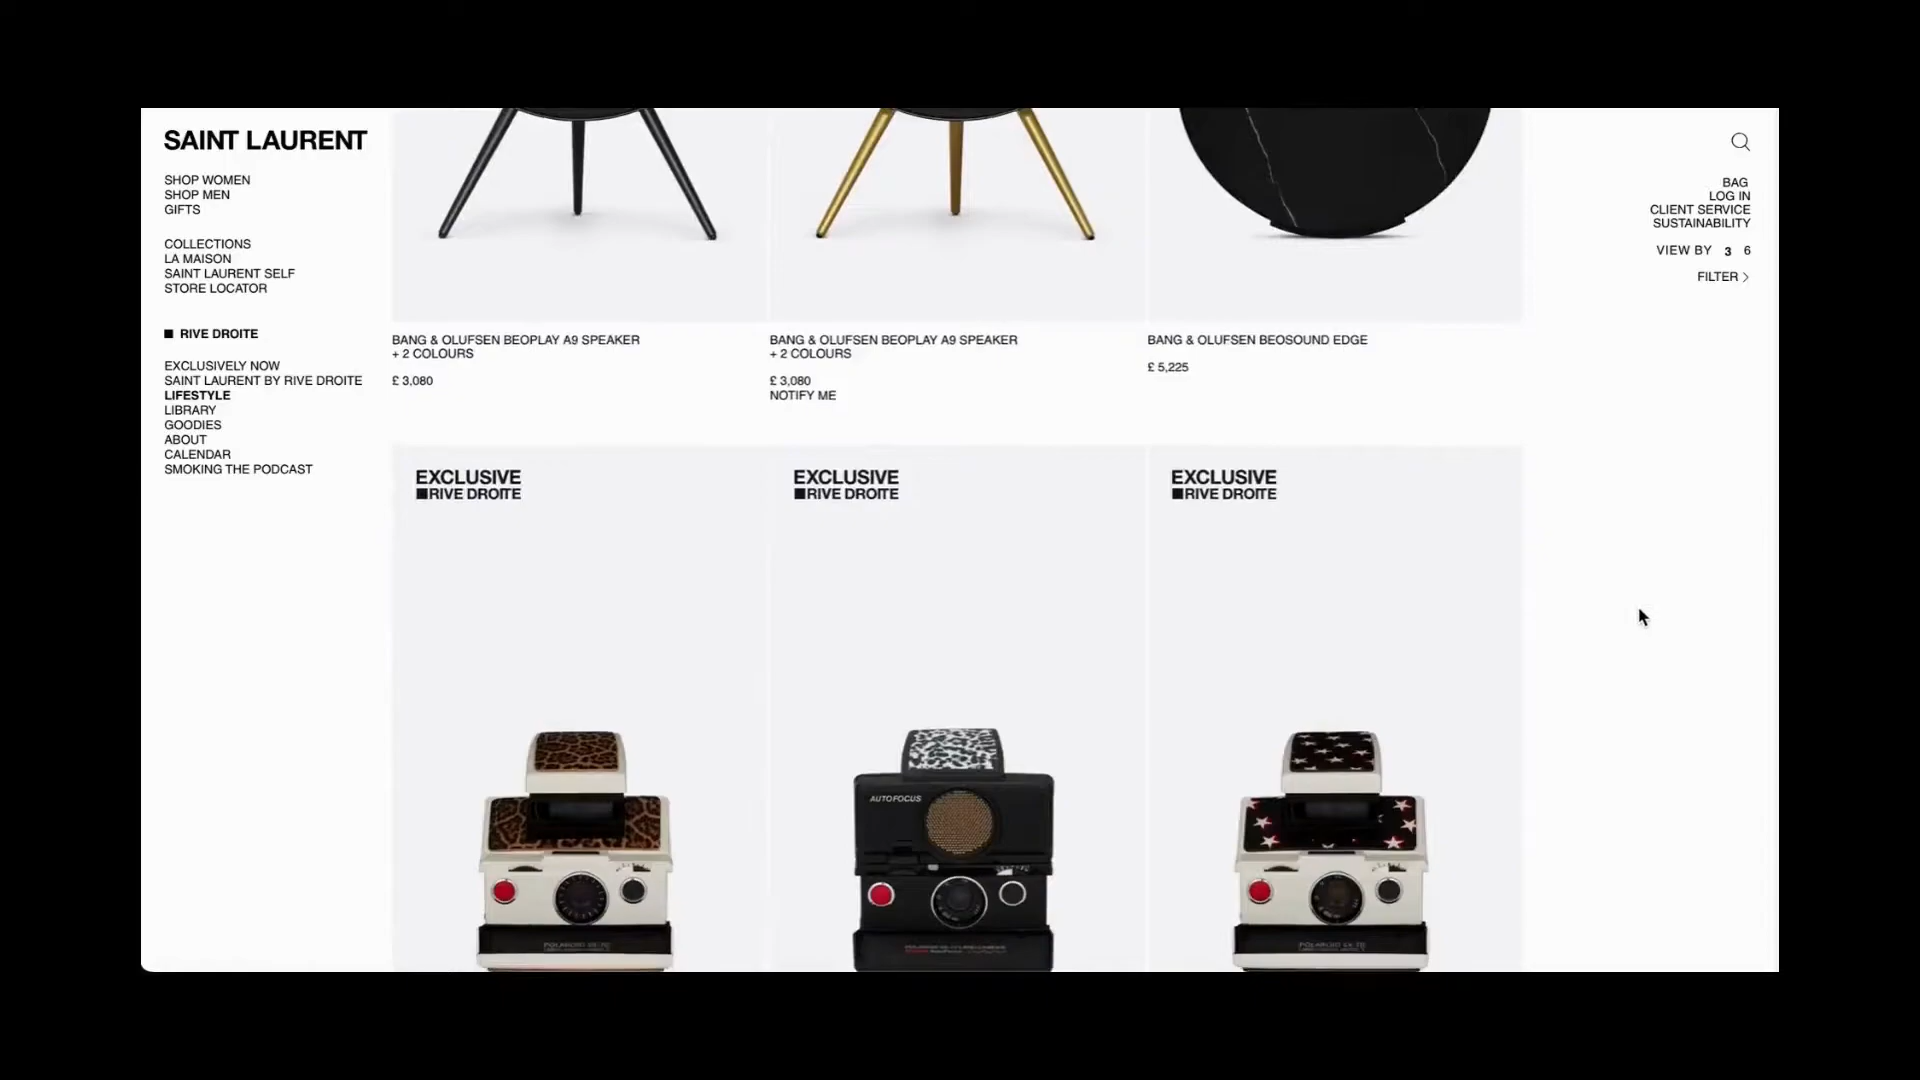 SAINT LAURENT
SHOP WOMEN
SHOP MEN
GIFTS
COLLECTIONS
LA MAISON
SAINT LAURENT SELF
STORE LOCATOR
RIVE DROITE
EXCLUSIVELY NOW
SAINT LAURENT BY RIVE DROITE
LIFESTYLE
LIBRARY
GOODIES
ABOUT
CALENDAR
SMOKING THE PODCAST
BANG & OLUFSEN BEOPLAY A9 SPEAKER
+ 2 COLOURS
£ 3,080
BANG & OLUFSEN BEOPLAY A9 SPEAKER
+ 2 COLOURS
£ 3,080
NOTIFY ME
BANG & OLUFSEN BEOSOUND EDGE
£ 5,225
BAG
LOG IN
CLIENT SERVICE
SUSTAINABILITY
VIEW BY 3 6
FILTER >
EXCLUSIVE
RIVE DROITE
EXCLUSIVE
RIVE DROITE
EXCLUSIVE
RIVE DROITE
AUTOFOCUS
POLAROID
POLAROID